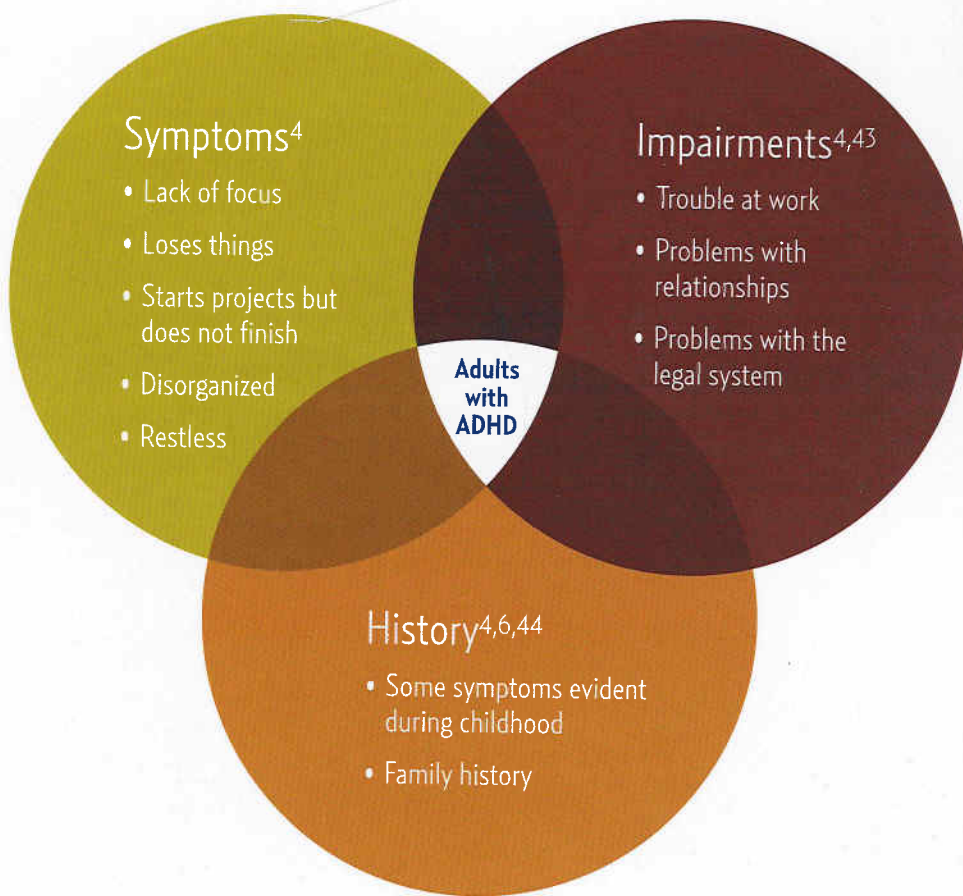 Symptoms4
• Lack of focus
• Loses things
• Starts projects but
does not finish
• Disorganized
• Restless
Impairments4,43
• Trouble at work
• Problems with
relationships
• Problems with the
legal system
Adults
with
ADHD
History4,6,44
• Some symptoms evident
during childhood
• Family history